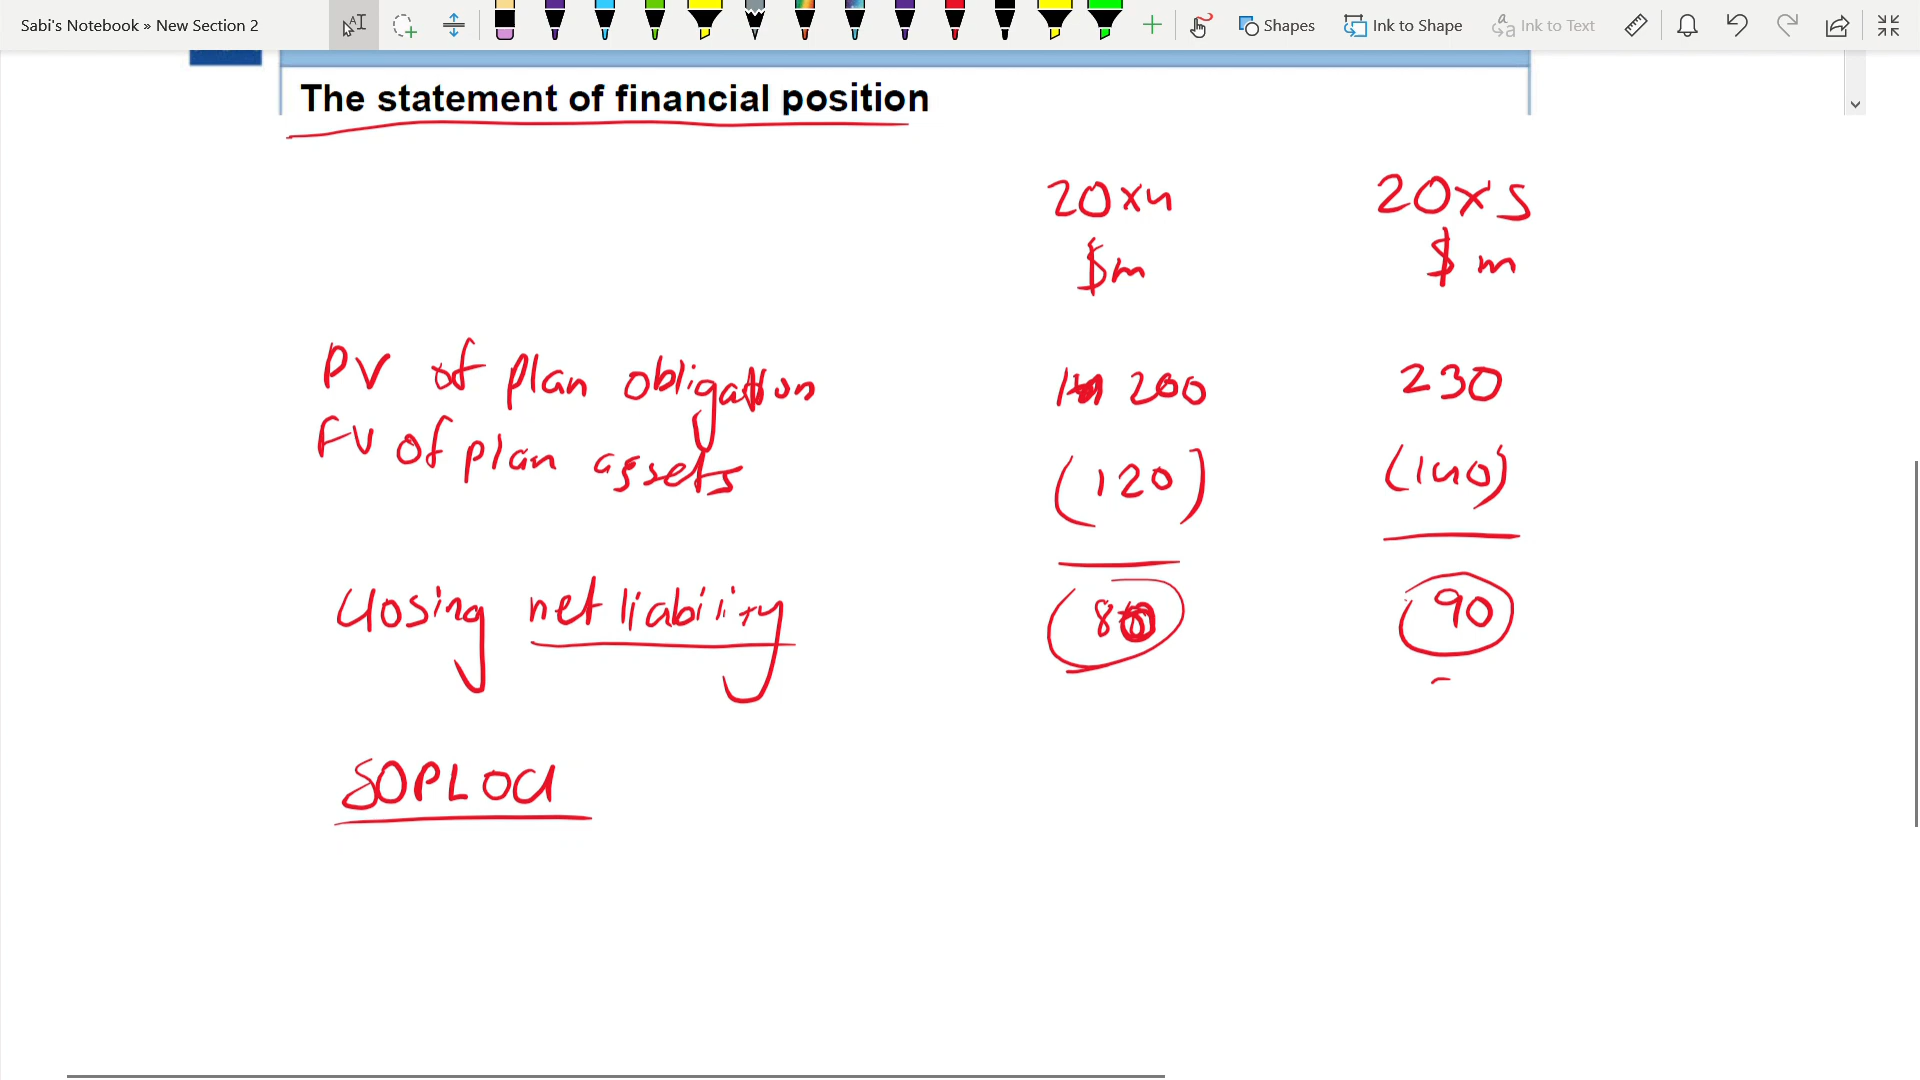 Sabi's Notebook » New Section 2
Shapes Ink to Shape Ink to Text
The statement of financial position
20x4 20x5
$m $m
PV of plan obligation 200 230
FV of plan assets (120) (140)
Closing net liability 80 90
SOPLOCI